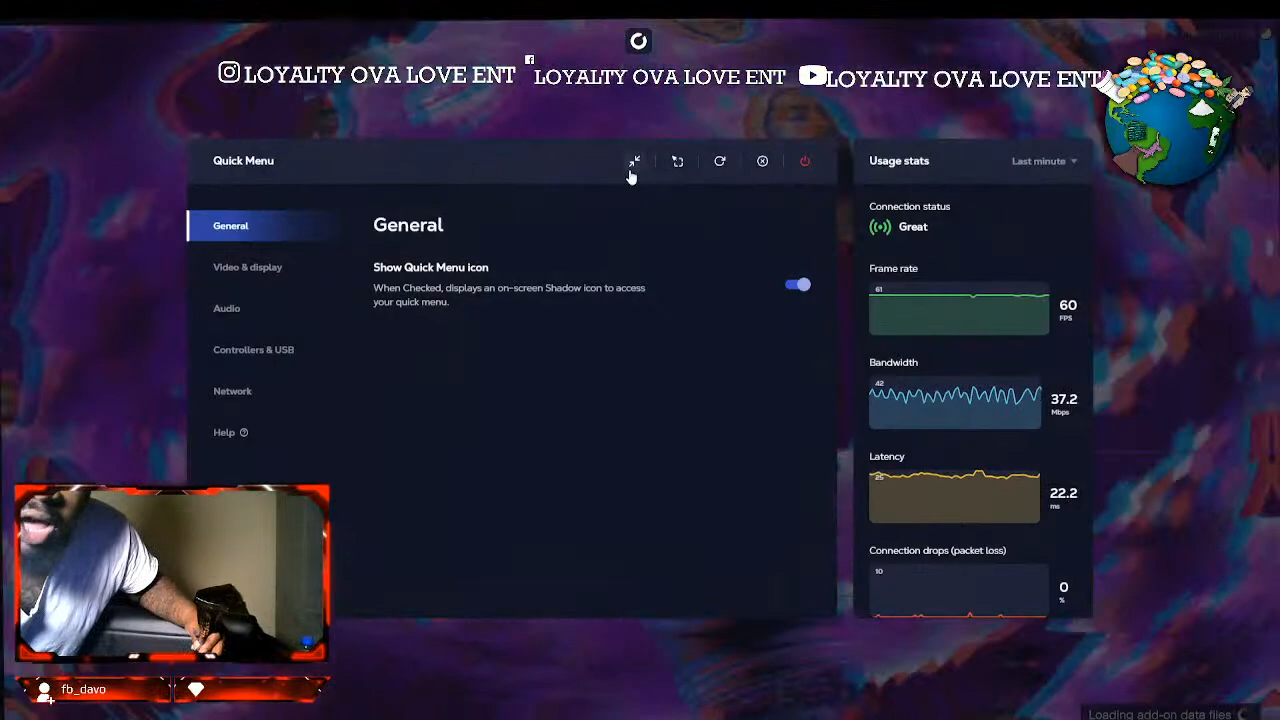 LOYALTY OVA LOVE ENT
LOYALTY OVA LOVE ENT
LOYALTY OVA LOVE ENT
Quick Menu
General
Video & display
Audio
Controllers & USB
Network
Help
General
Show Quick Menu icon
When Checked, displays an on-screen Shadow icon to access
your quick menu.
Usage stats
Last minute
Connection status
Great
Frame rate
61
60
FPS
Bandwidth
42
37.2
Mbps
Latency
25
22.2
ms
Connection drops (packet loss)
10
0
%
fb_davo
Loading add-on data files